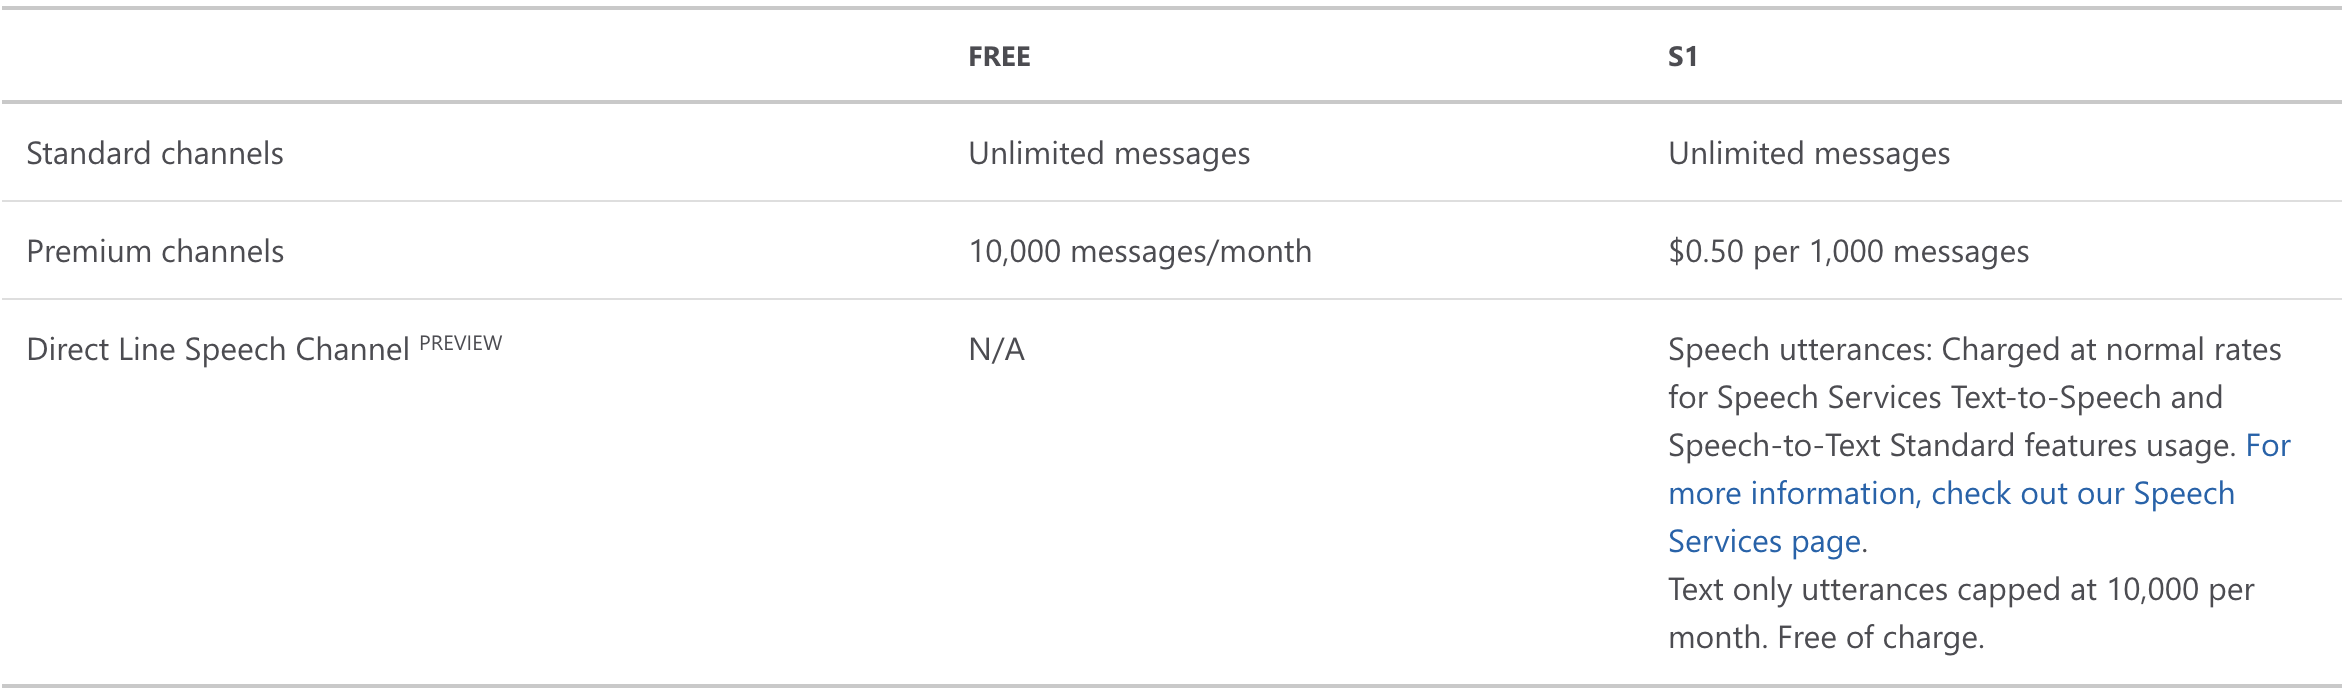 FREE S1
Standard channels Unlimited messages Unlimited messages
Premium channels 10,000 messages/month $0.50 per 1,000 messages
Direct Line Speech Channel PREVIEW N/A Speech utterances: Charged at normal rates
for Speech Services Text-to-Speech and
Speech-to-Text Standard features usage. For
more information, check out our Speech
Services page.
Text only utterances capped at 10,000 per
month. Free of charge.